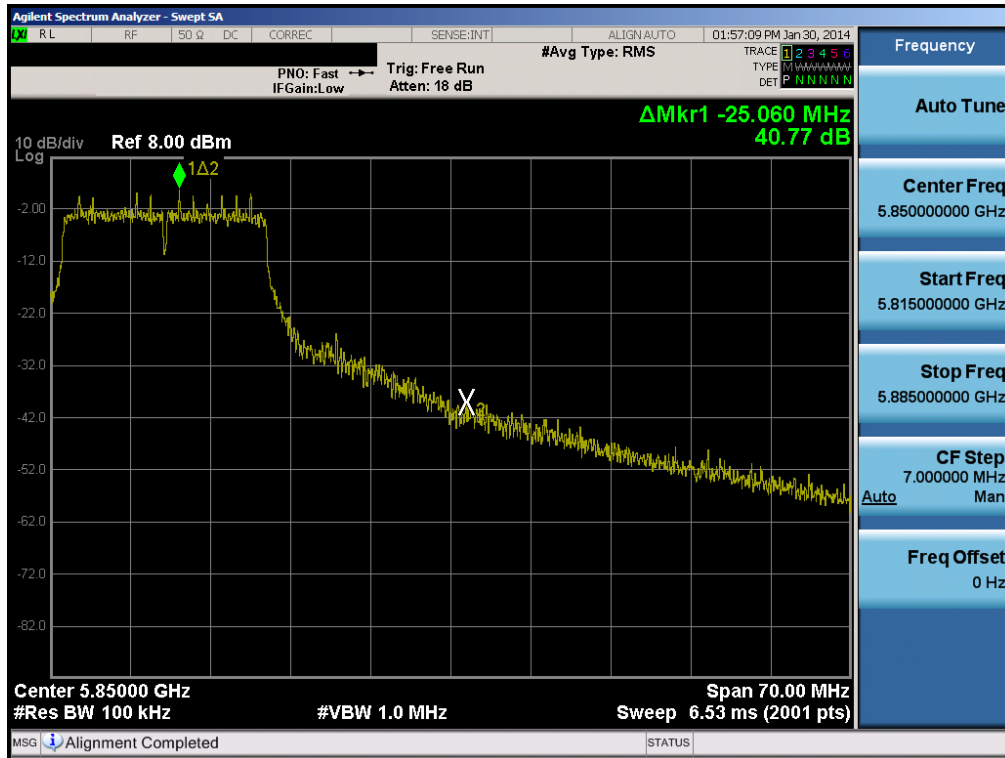 Agilent Spectrum Analyzer - Swept SA
LXI RL RF 50 Ω DC CORREC SENSE:INT ALIGN AUTO 01:57:09 PM Jan 30, 2014
#Avg Type: RMS TRACE 1 2 3 4 5 6
PNO: Fast Trig: Free Run TYPE M WWWWW
IFGain:Low Atten: 18 dB DET P N N N N N
ΔMkr1 -25.060 MHz
40.77 dB
10 dB/div Ref 8.00 dBm
Log
1Δ2
-2.00
-12.0
-22.0
-32.0
-42.0
-52.0
-62.0
-72.0
-82.0
X2
Center 5.85000 GHz Span 70.00 MHz
#Res BW 100 kHz #VBW 1.0 MHz Sweep 6.53 ms (2001 pts)
MSG Alignment Completed STATUS
Frequency
Auto Tune
Center Freq
5.850000000 GHz
Start Freq
5.815000000 GHz
Stop Freq
5.885000000 GHz
CF Step
7.000000 MHz
Auto Man
Freq Offset
0 Hz